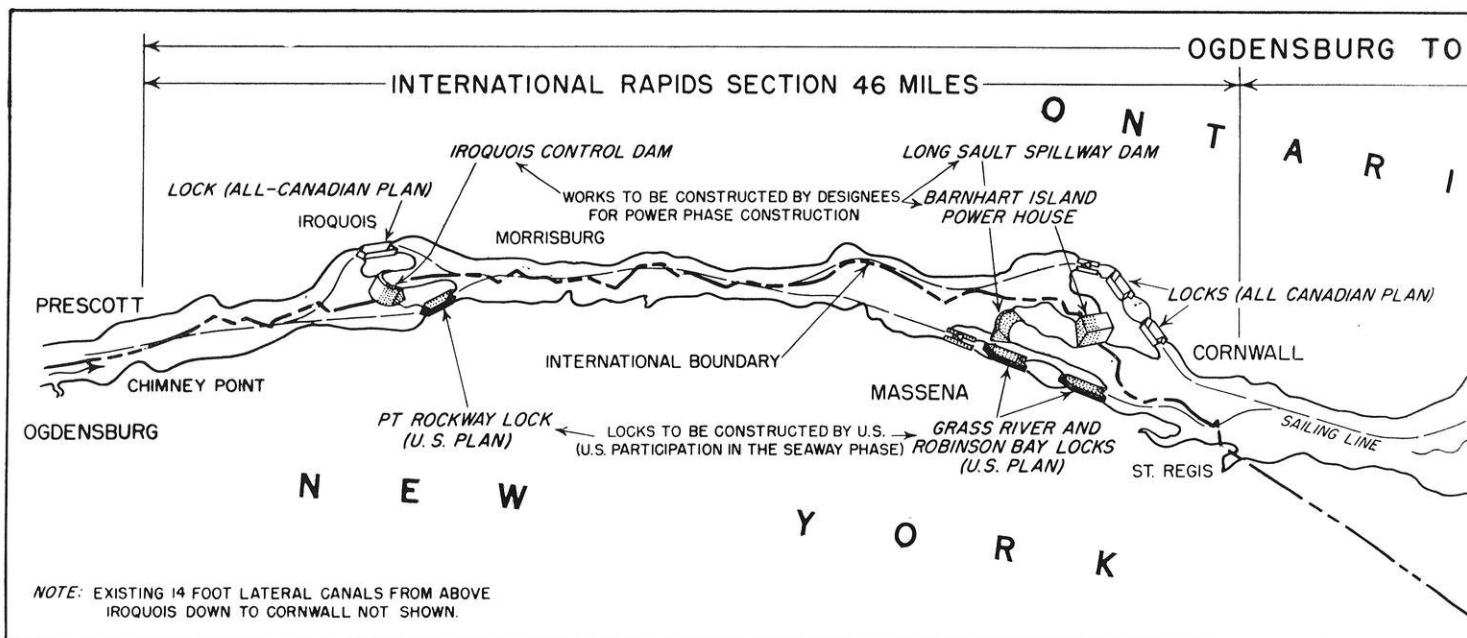 OGDENSBURG TO
INTERNATIONAL RAPIDS SECTION 46 MILES
ONTARI
IROQUOIS CONTROL DAM
LONG SAULT SPILLWAY DAM
LOCK (ALL-CANADIAN PLAN)
WORKS TO BE CONSTRUCTED BY DESIGNEES
FOR POWER PHASE CONSTRUCTION
BARNHART ISLAND
POWER HOUSE
IROQUOIS
MORRISBURG
PRESCOTT
LOCKS (ALL CANADIAN PLAN)
INTERNATIONAL BOUNDARY
CORNWALL
CHIMNEY POINT
MASSENA
OGDENSBURG
PT ROCKWAY LOCK
(U.S. PLAN)
LOCKS TO BE CONSTRUCTED BY U.S.
(U.S. PARTICIPATION IN THE SEAWAY PHASE)
GRASS RIVER AND
ROBINSON BAY LOCKS
(U.S. PLAN)
SAILING LINE
ST. REGIS
NEW YORK
NOTE: EXISTING 14 FOOT LATERAL CANALS FROM ABOVE
IROQUOIS DOWN TO CORNWALL NOT SHOWN.